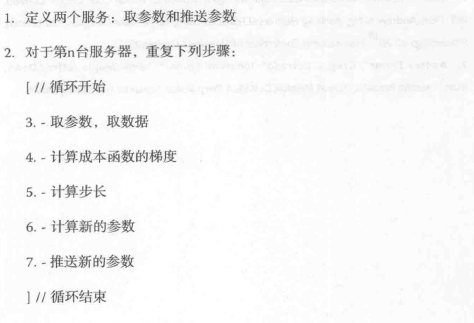 1. 定义两个服务：取参数和推送参数
2. 对于第n台服务器，重复下列步骤：
[ // 循环开始
3. - 取参数，取数据
4. - 计算成本函数的梯度
5. - 计算步长
6. - 计算新的参数
7. - 推送新的参数
] // 循环结束